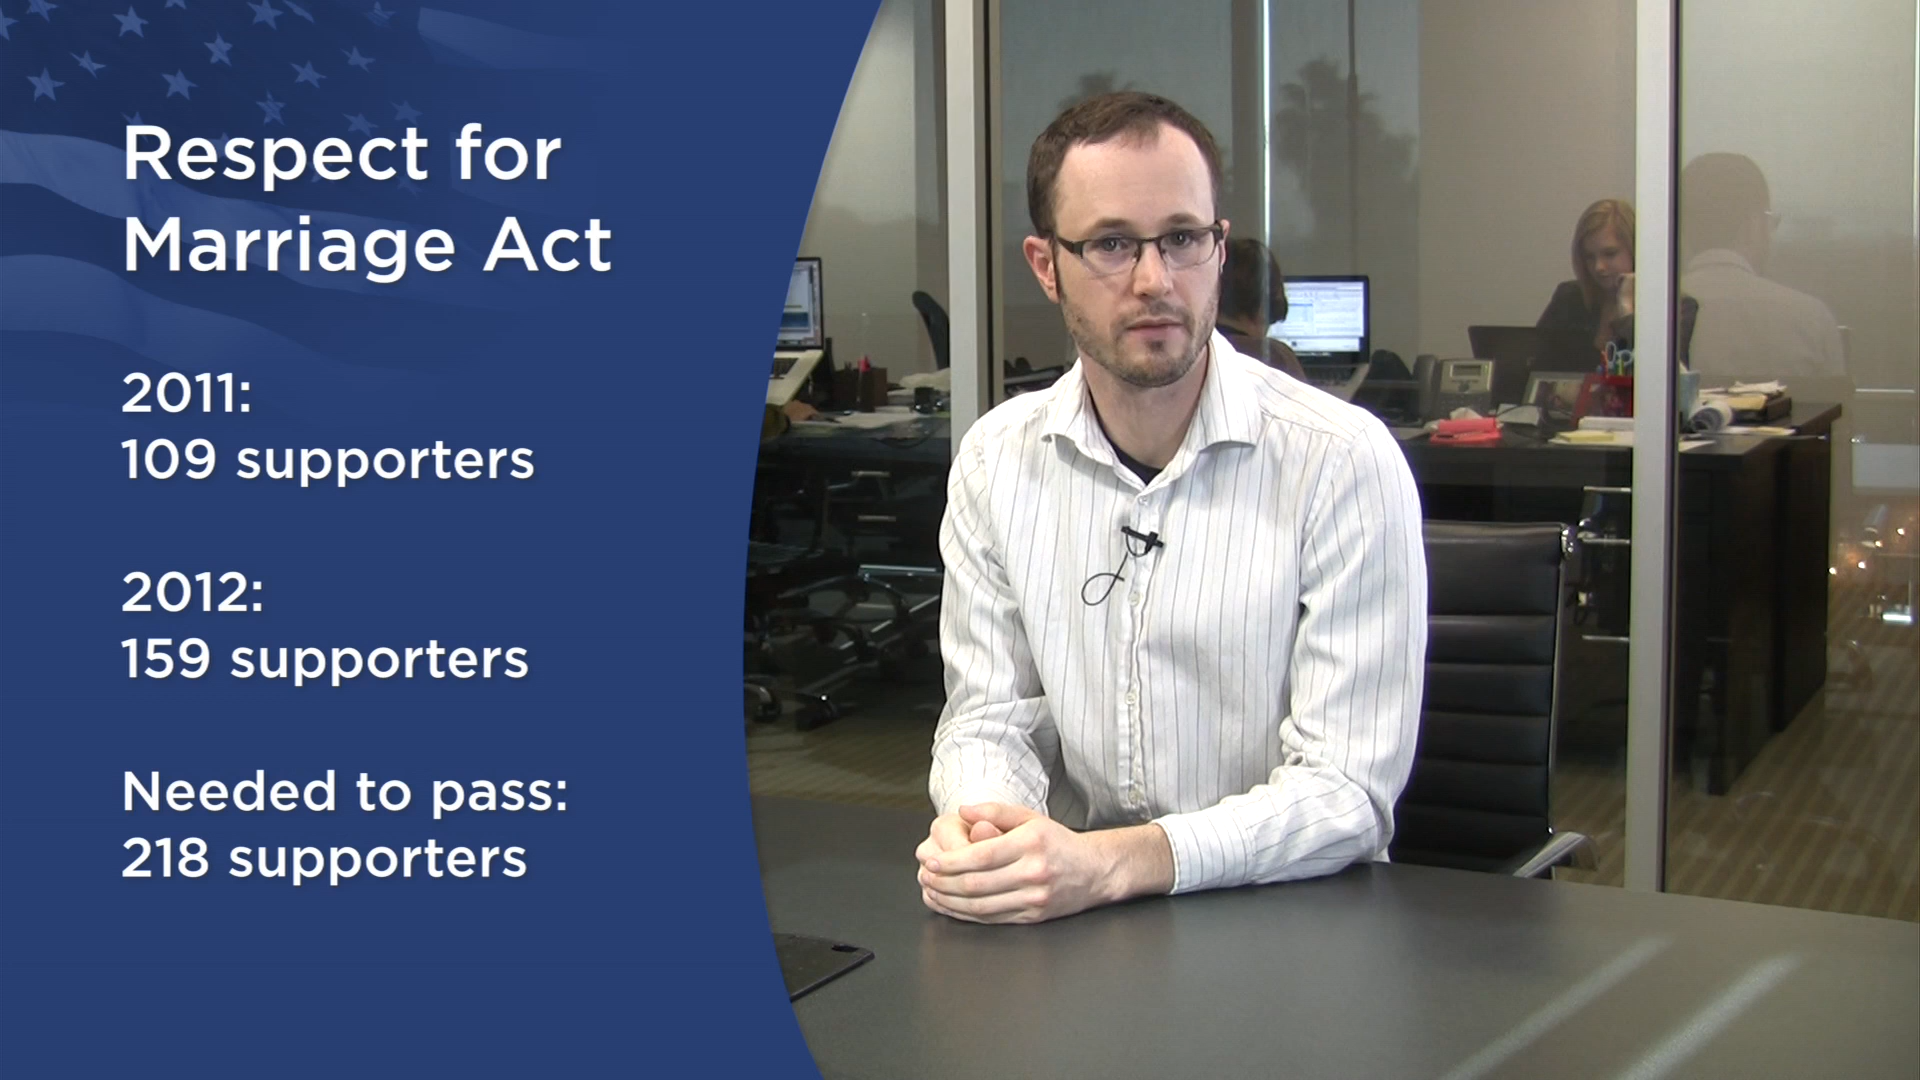 Respect for
Marriage Act
2011:
109 supporters
2012:
159 supporters
Needed to pass:
218 supporters